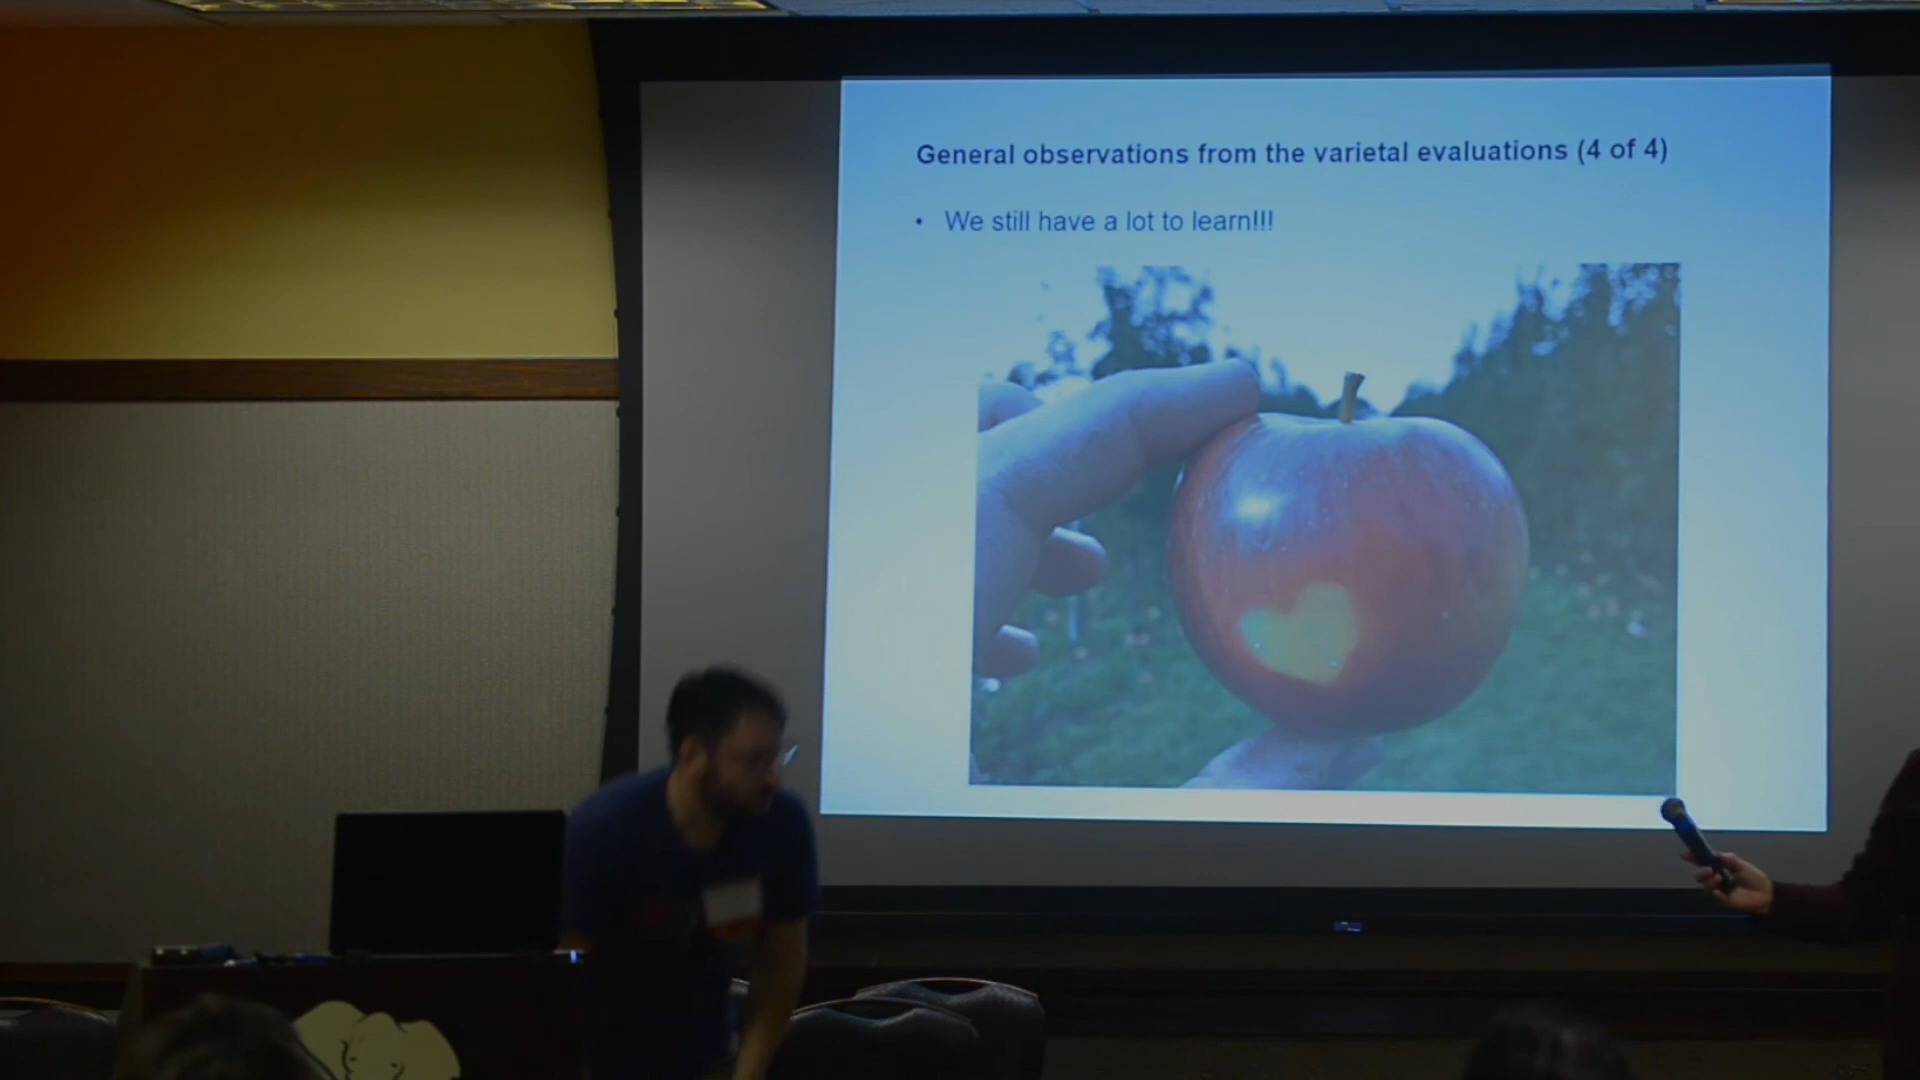 General observations from the varietal evaluations (4 of 4)
• We still have a lot to learn!!!